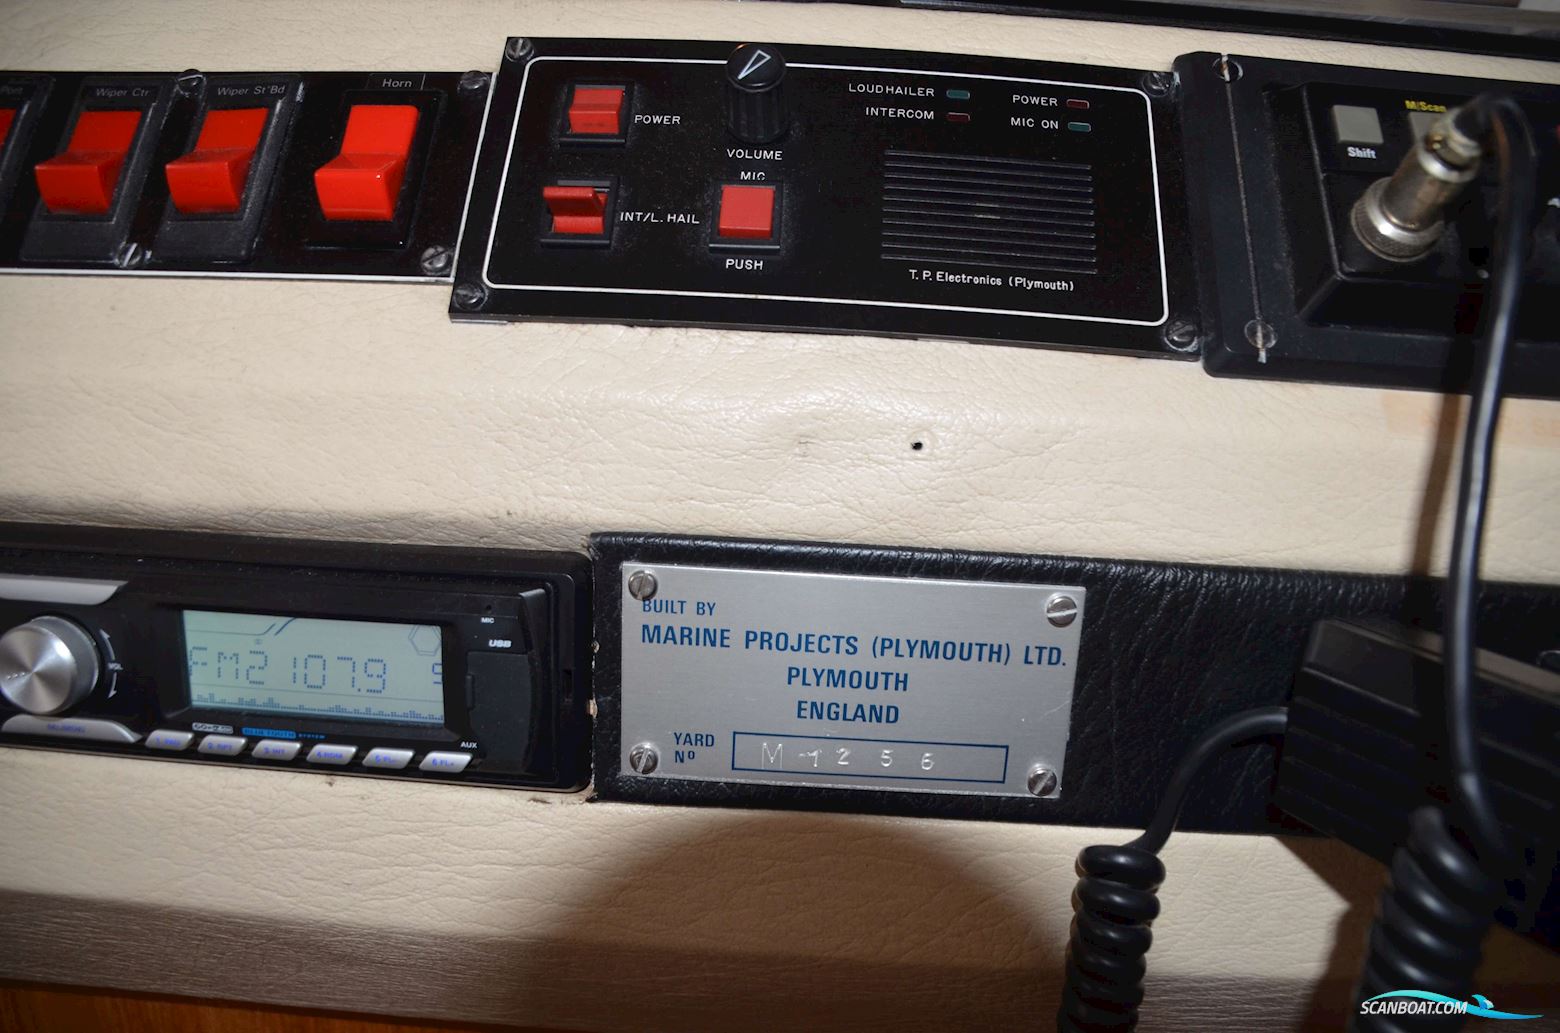 Port
Wiper Ctr
Wiper St'Bd
Horn
POWER
VOLUME
LOUDHAILER
INTERCOM
POWER
MIC ON
INT/L. HAIL
MIC
PUSH
T. P. Electronics (Plymouth)
M/Scan
Shift
MIC
USB
VOL
FM2 107.9
BLUETOOTH
AUX
BUILT BY
MARINE PROJECTS (PLYMOUTH) LTD.
PLYMOUTH
ENGLAND
YARD
Nº
M 1 2 5 6
SCANBOAT.COM